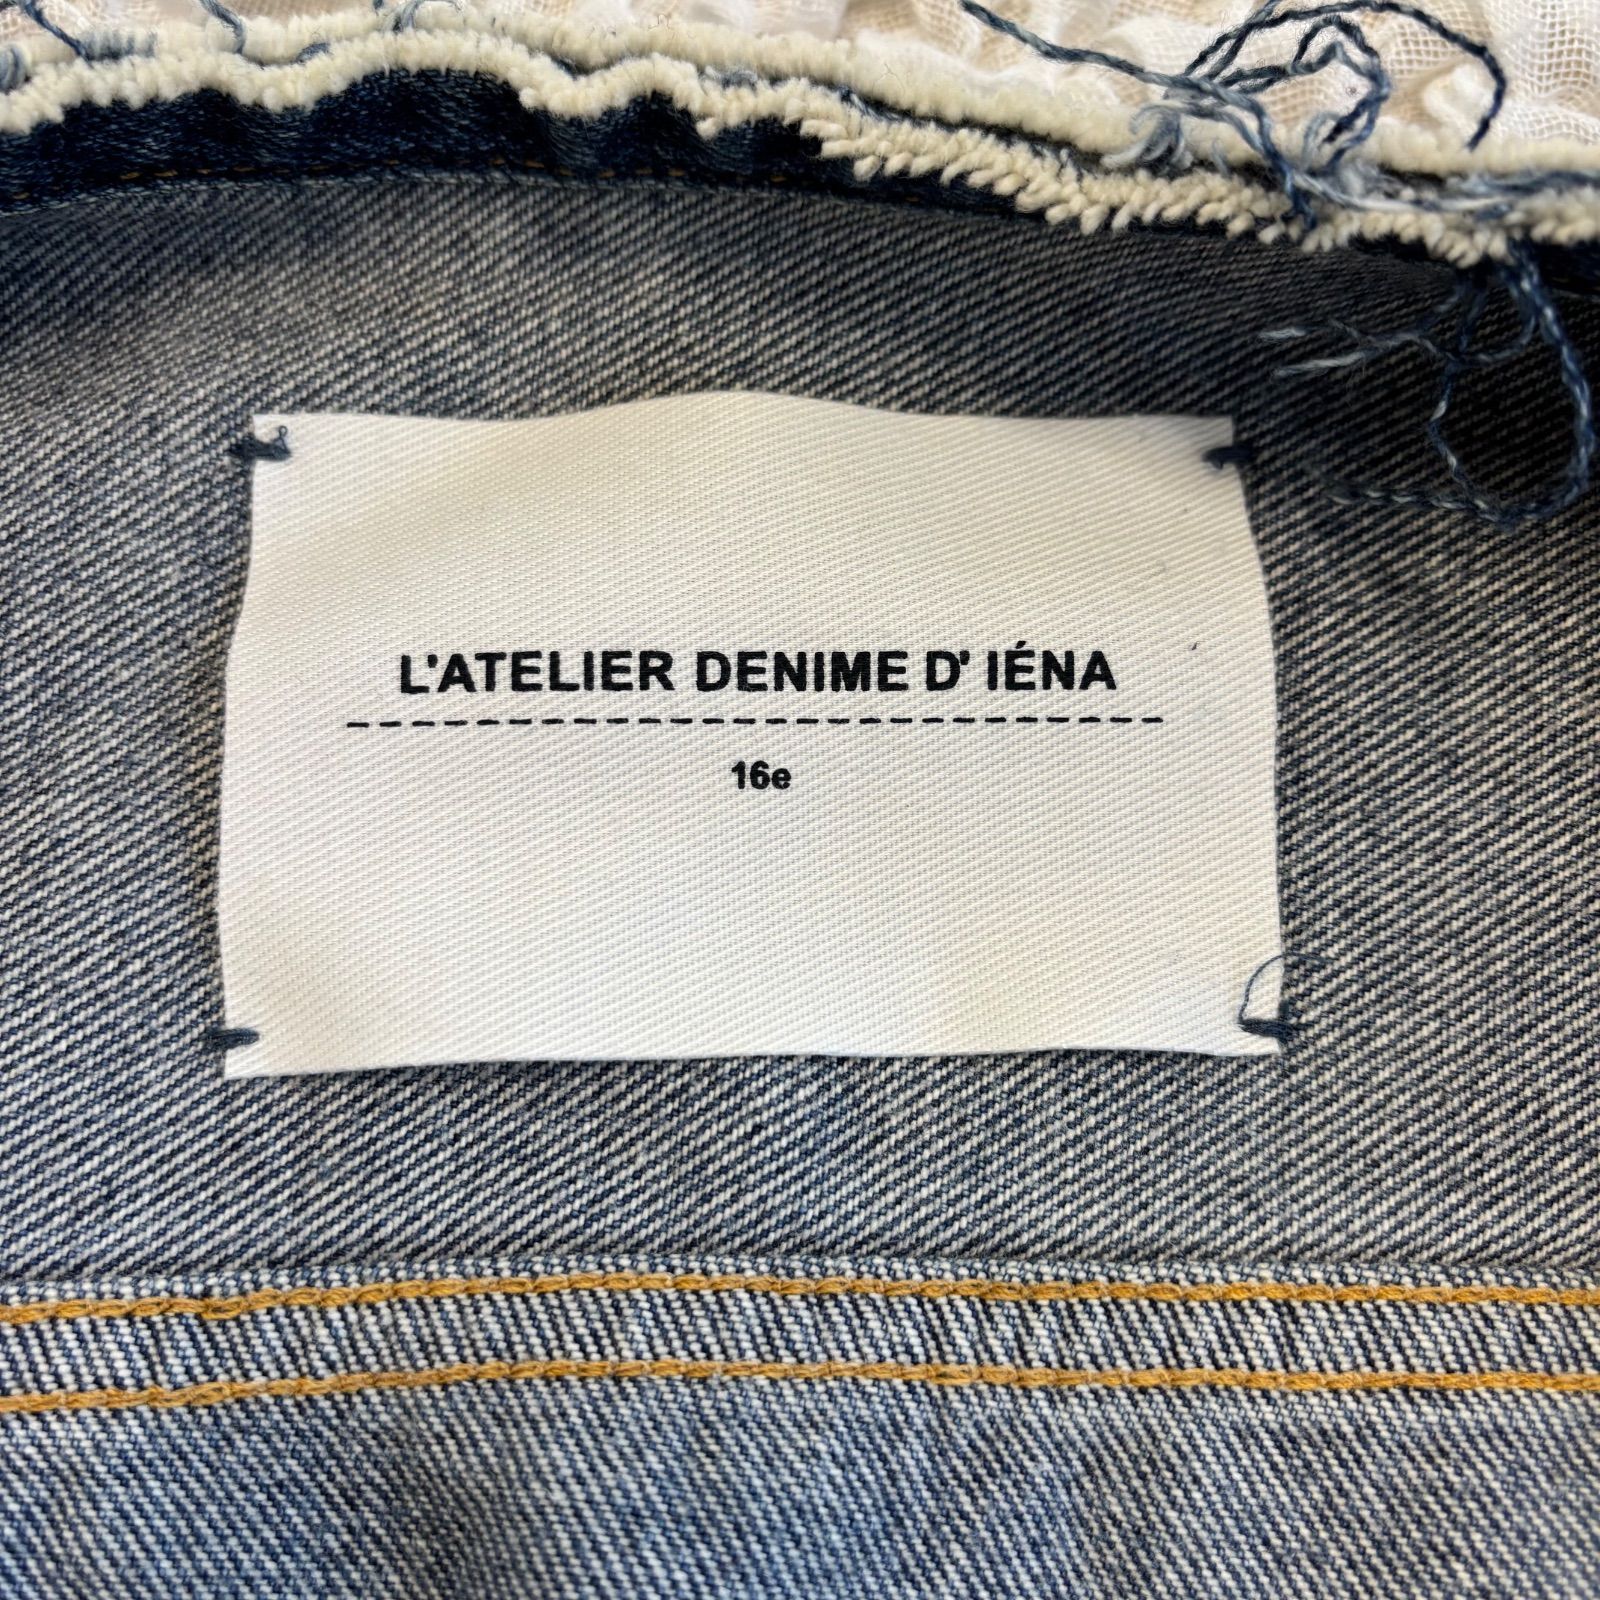 L'ATELIER DENIME D' IÉNA
16e